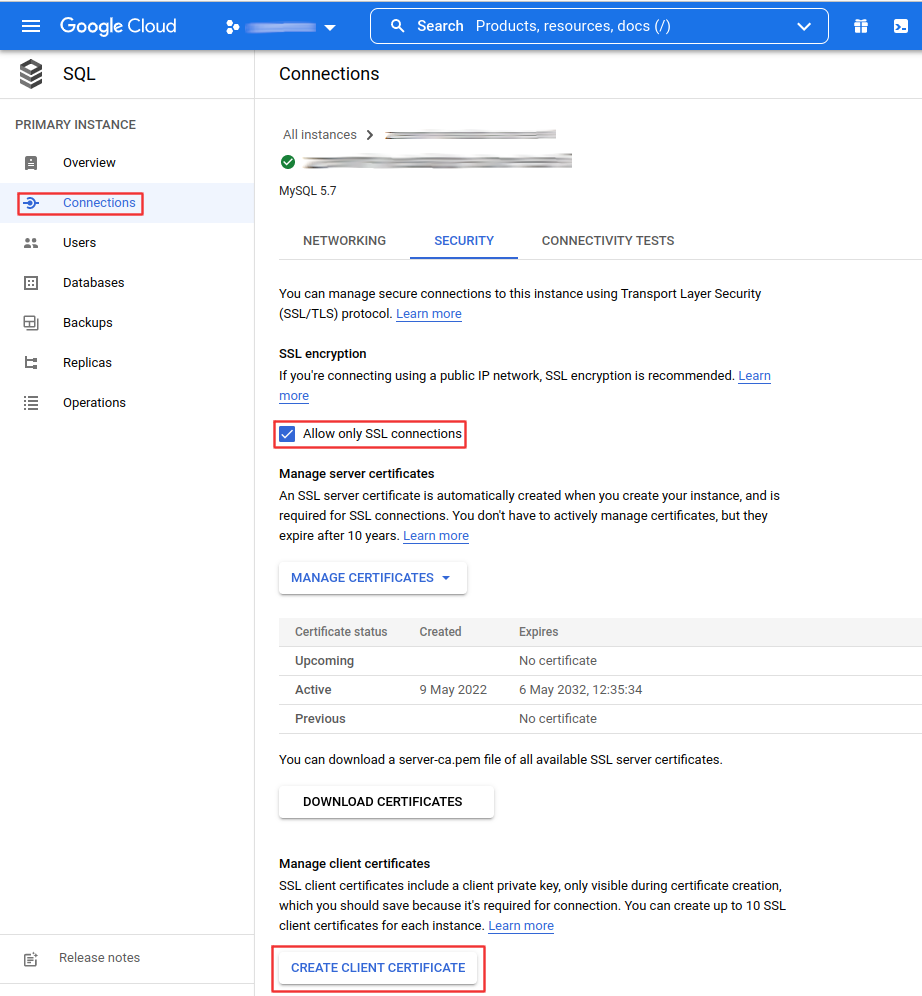 Google Cloud
Search Products, resources, docs (/)
SQL
Connections
PRIMARY INSTANCE
Overview
Connections
Users
Databases
Backups
Replicas
Operations
Release notes
All instances
MySQL 5.7
NETWORKING SECURITY CONNECTIVITY TESTS
You can manage secure connections to this instance using Transport Layer Security
(SSL/TLS) protocol. Learn more
SSL encryption
If you're connecting using a public IP network, SSL encryption is recommended. Learn
more
Allow only SSL connections
Manage server certificates
An SSL server certificate is automatically created when you create your instance, and is
required for SSL connections. You don't have to actively manage certificates, but they
expire after 10 years. Learn more
MANAGE CERTIFICATES
Certificate status Created Expires
Upcoming No certificate
Active 9 May 2022 6 May 2032, 12:35:34
Previous No certificate
You can download a server-ca.pem file of all available SSL server certificates.
DOWNLOAD CERTIFICATES
Manage client certificates
SSL client certificates include a client private key, only visible during certificate creation,
which you should save because it's required for connection. You can create up to 10 SSL
client certificates for each instance. Learn more
CREATE CLIENT CERTIFICATE